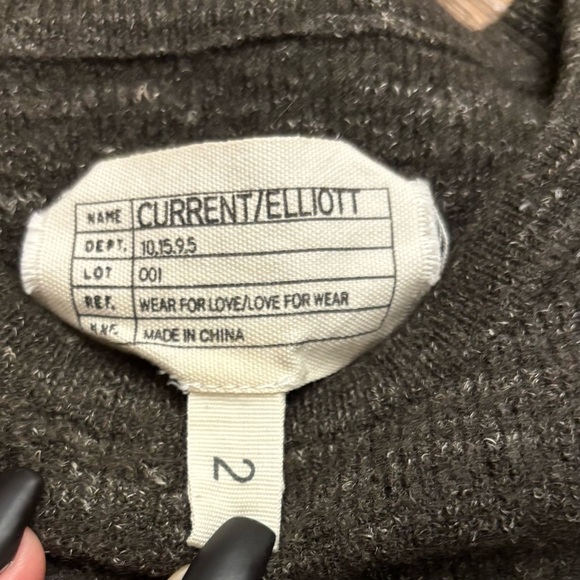 NAME CURRENT/ELLIOTT
DEPT. 10,15,9,5
LOT 001
REF. WEAR FOR LOVE/LOVE FOR WEAR
MADE IN CHINA
2